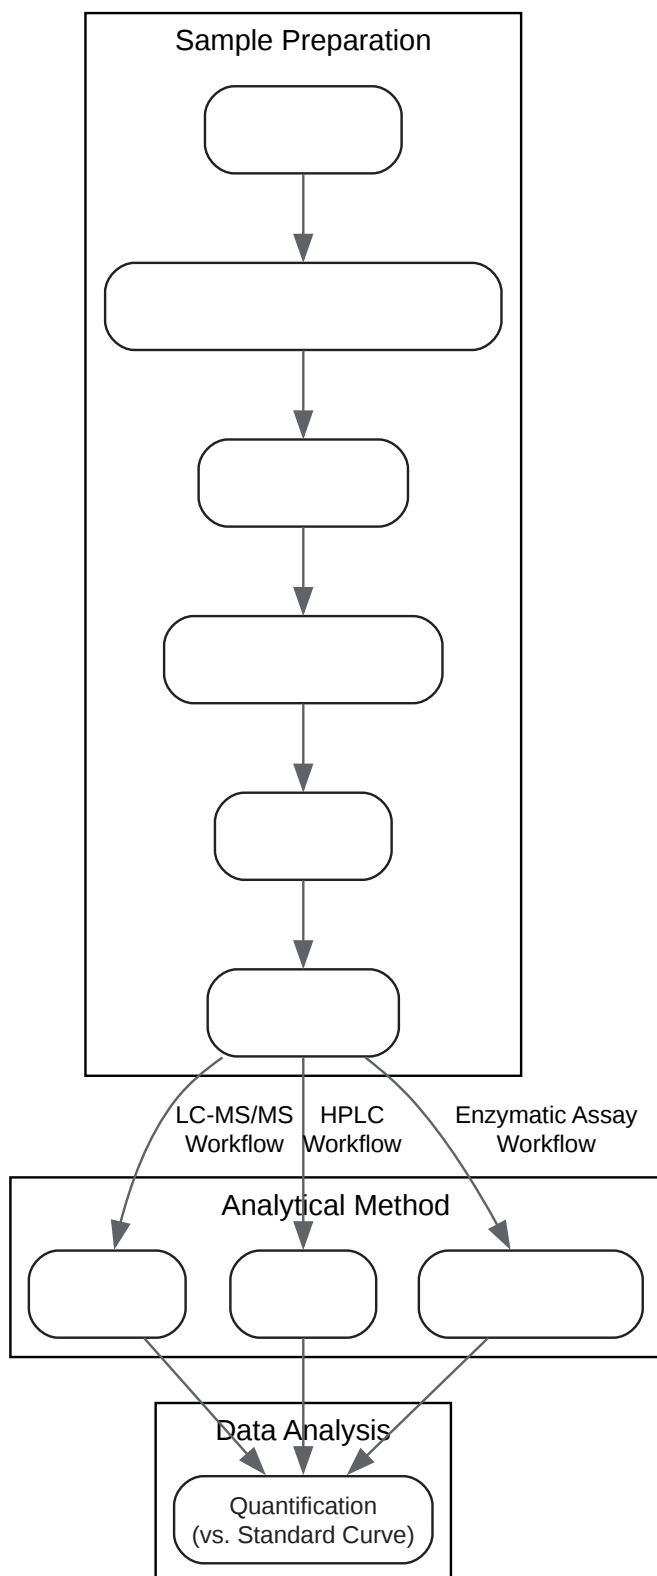 Sample Preparation
LC-MS/MS
Workflow
HPLC
Workflow
Enzymatic Assay
Workflow
Analytical Method
Data Analysis
Quantification
(vs. Standard Curve)